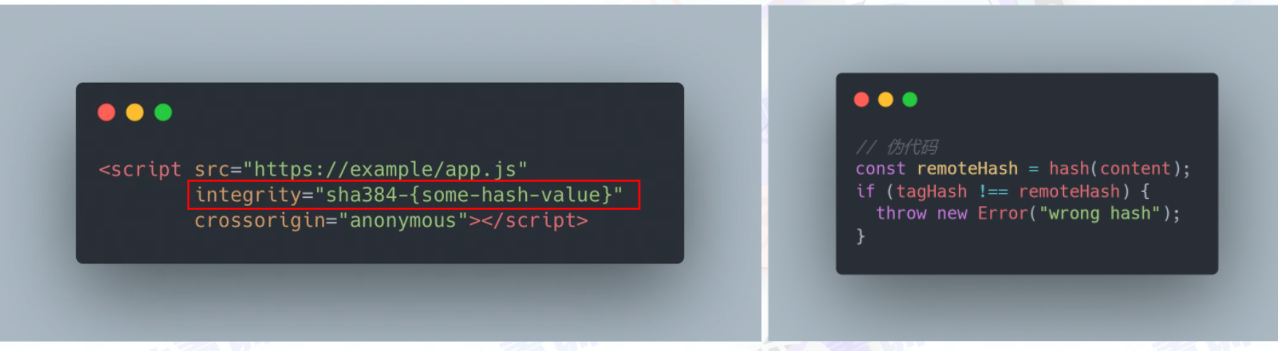 <script src="https://example/app.js"
integrity="sha384-{some-hash-value}"
crossorigin="anonymous"></script>
// 伪代码
const remoteHash = hash(content);
if (tagHash !== remoteHash) {
throw new Error("wrong hash");
}